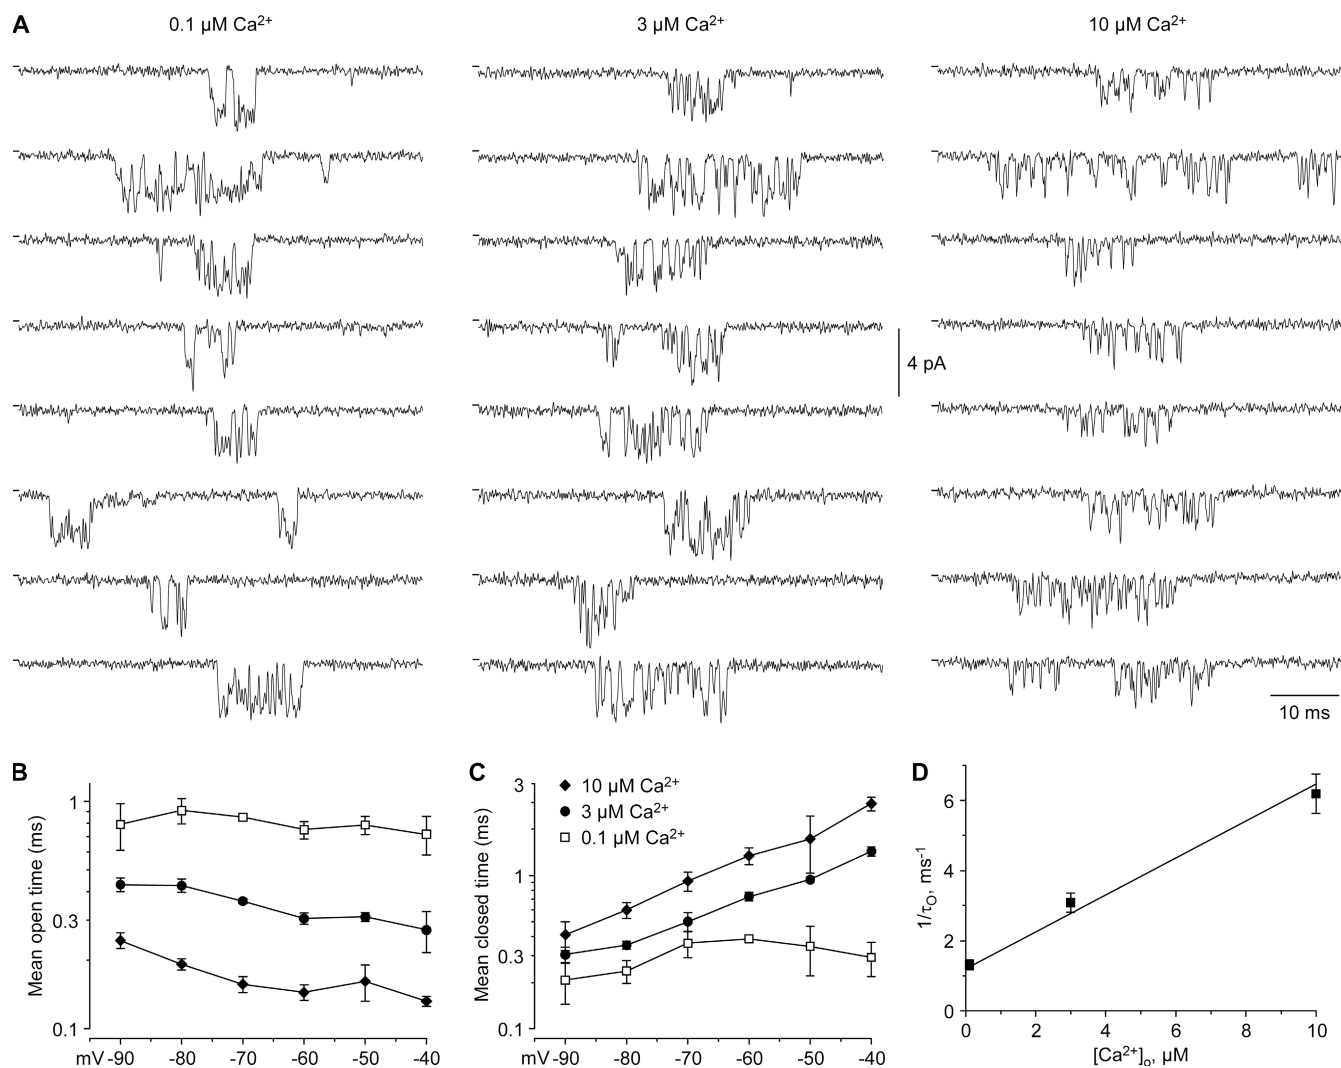 A
0.1 µM Ca²⁺
3 µM Ca²⁺
10 µM Ca²⁺
4 pA
10 ms
B
Mean open time (ms)
1
0.3
0.1
mV -90 -80 -70 -60 -50 -40
C
10 µM Ca²⁺
3 µM Ca²⁺
0.1 µM Ca²⁺
Mean closed time (ms)
3
1
0.3
0.1
mV -90 -80 -70 -60 -50 -40
D
1/τO, ms⁻¹
6
4
2
0
0 2 4 6 8 10
[Ca²⁺]o, µM